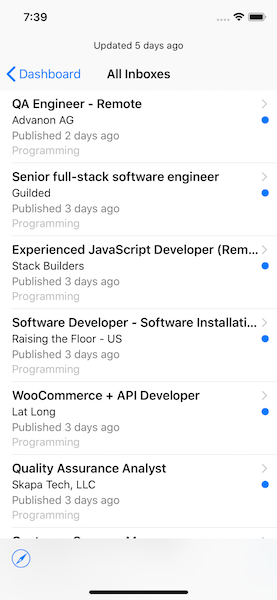 7:39
Updated 5 days ago
Dashboard All Inboxes
QA Engineer - Remote
Advanon AG
Published 2 days ago
Programming
Senior full-stack software engineer
Guilded
Published 3 days ago
Programming
Experienced JavaScript Developer (Rem...
Stack Builders
Published 3 days ago
Programming
Software Developer - Software Installati...
Raising the Floor - US
Published 3 days ago
Programming
WooCommerce + API Developer
Lat Long
Published 3 days ago
Programming
Quality Assurance Analyst
Skapa Tech, LLC
Published 3 days ago
Programming